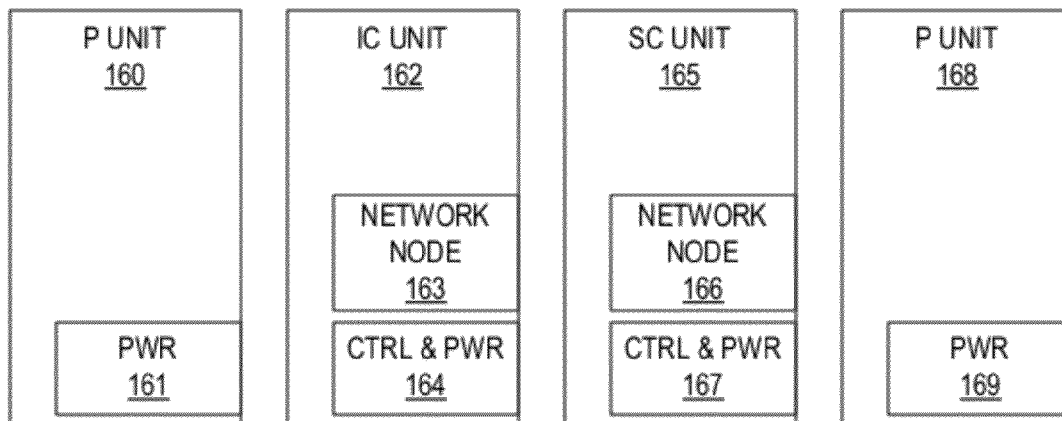 P UNIT
160
PWR
161
IC UNIT
162
NETWORK
NODE
163
CTRL & PWR
164
SC UNIT
165
NETWORK
NODE
166
CTRL & PWR
167
P UNIT
168
PWR
169